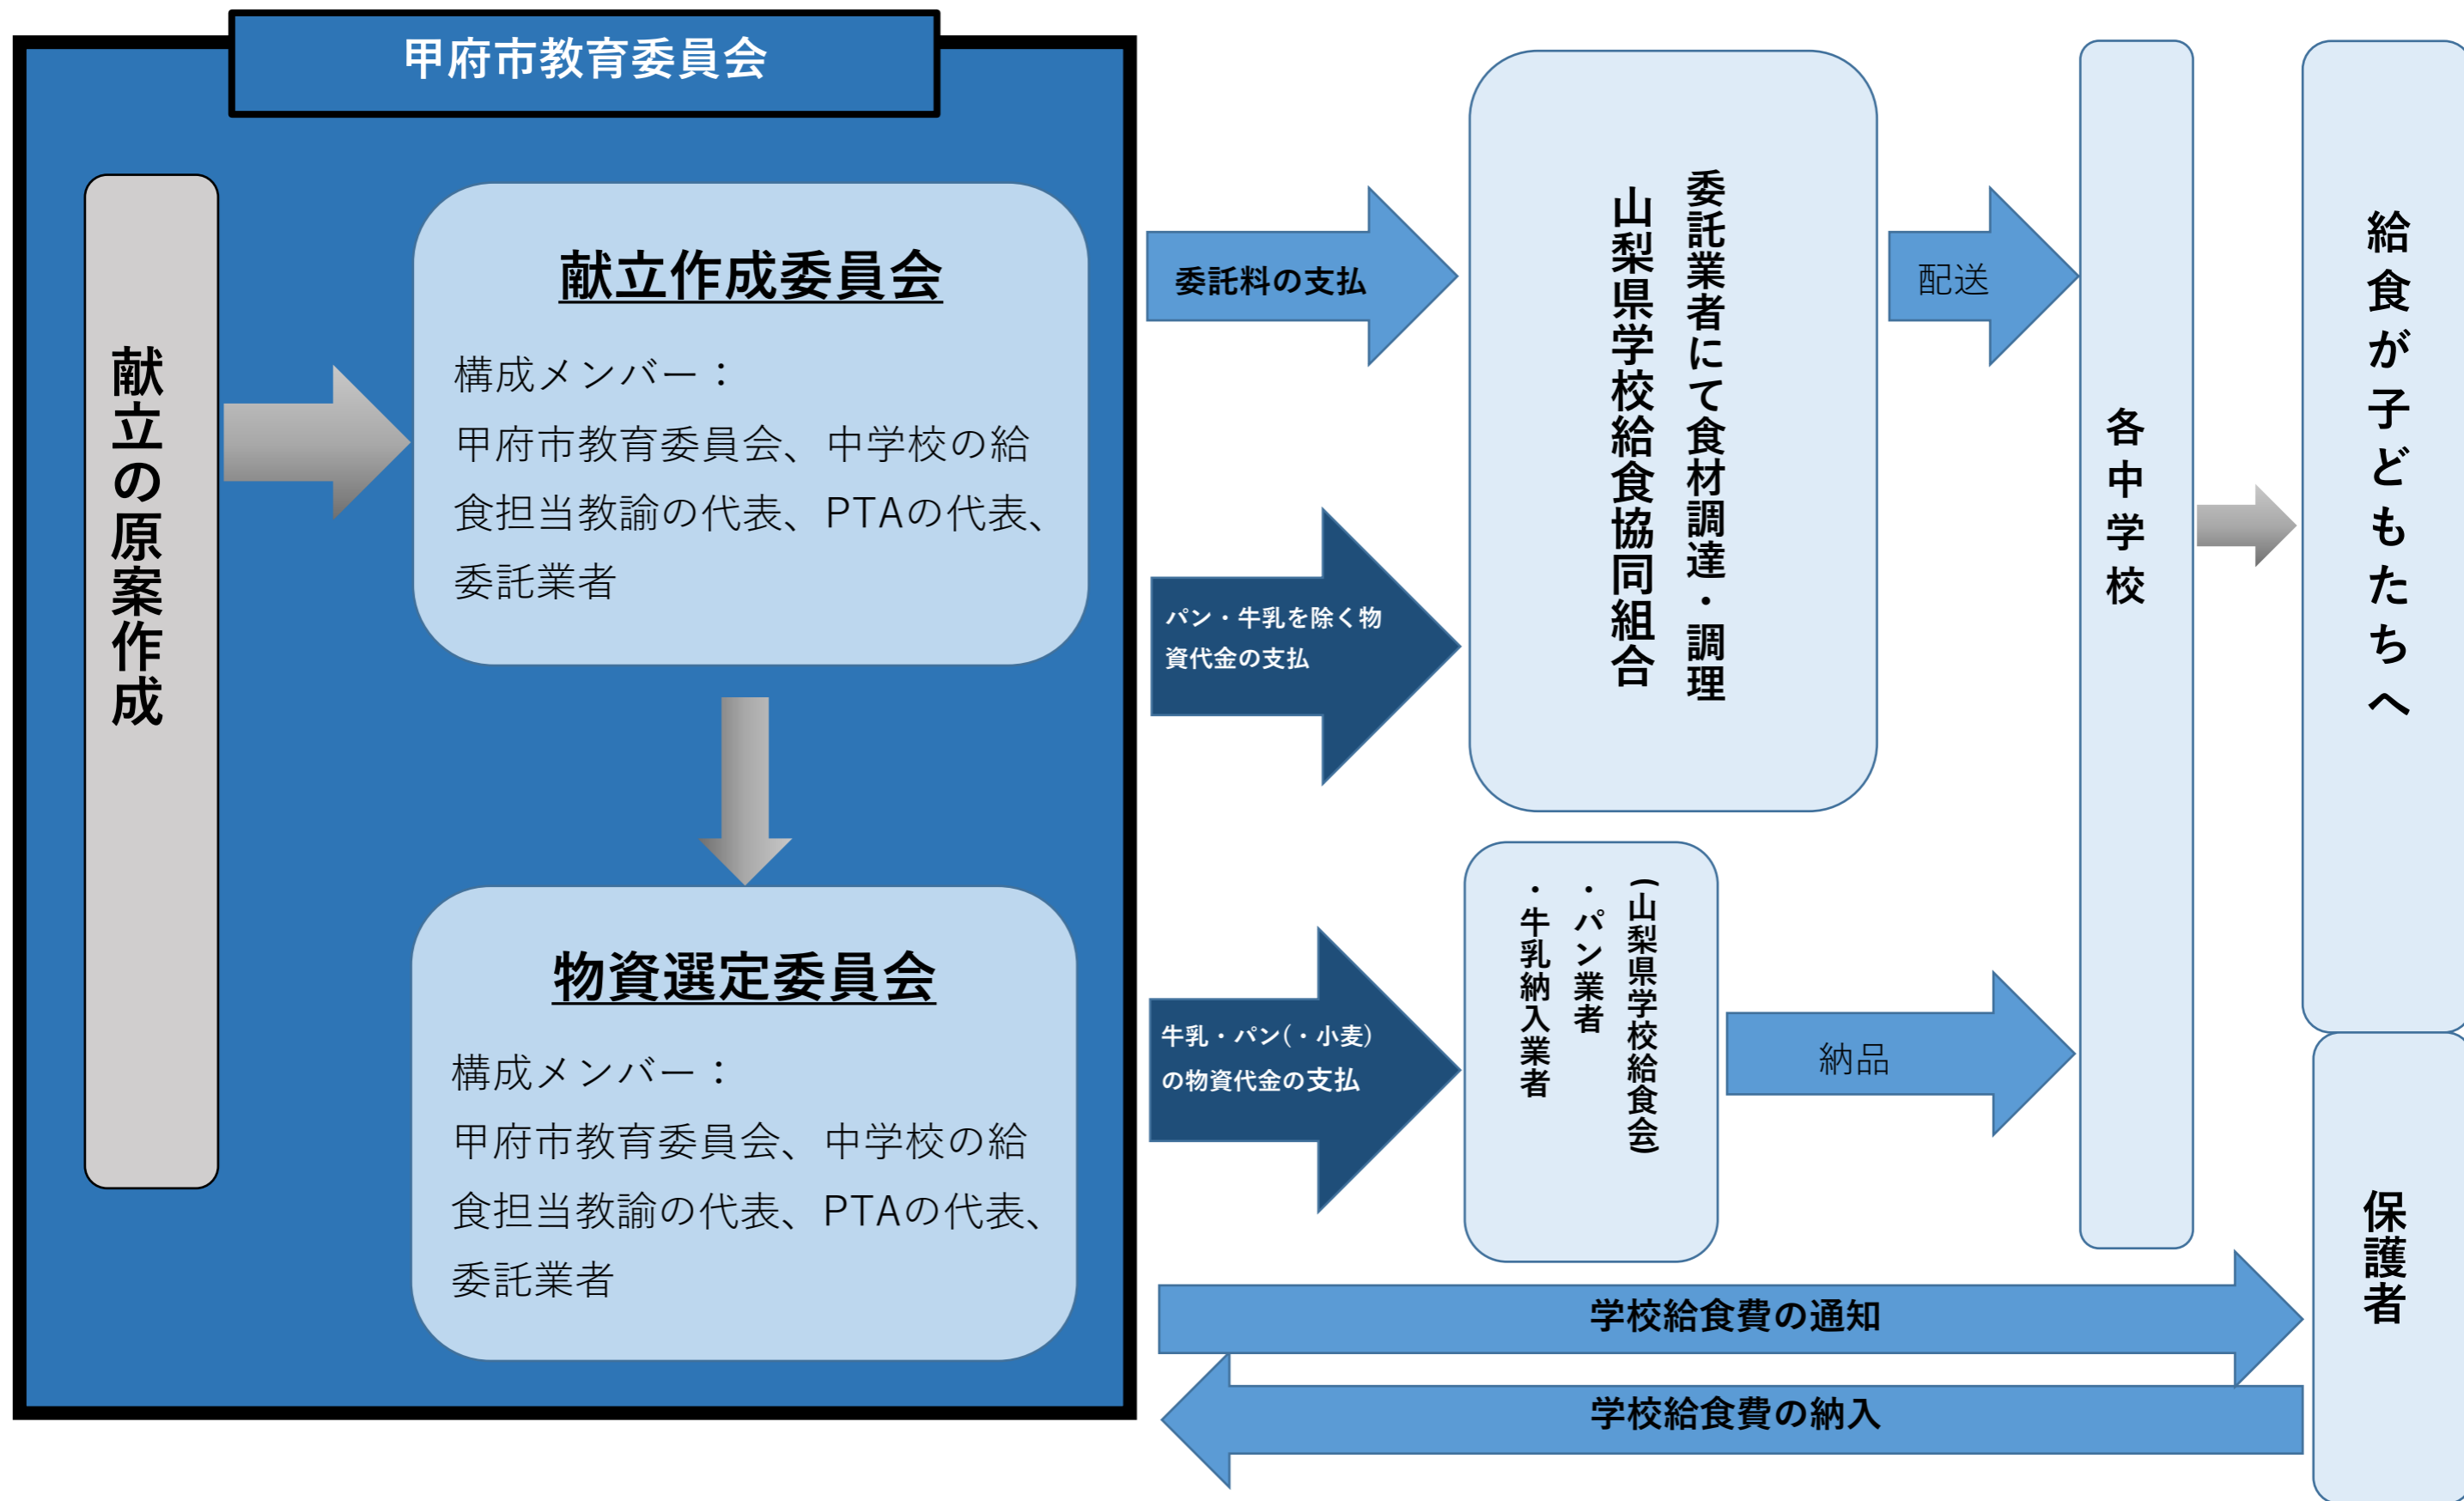 甲府市教育委員会
献立の原案作成
献立作成委員会
構成メンバー：
甲府市教育委員会、中学校の給
食担当教諭の代表、PTAの代表、
委託業者
物資選定委員会
構成メンバー：
甲府市教育委員会、中学校の給
食担当教諭の代表、PTAの代表、
委託業者
委託料の支払
パン・牛乳を除く物
資代金の支払
牛乳・パン(・小麦)
の物資代金の支払
委託業者にて食材調達・調理
山梨県学校給食協同組合
(山梨県学校給食会)
・パン業者
・牛乳納入業者
配送
納品
各中学校
給食が子どもたちへ
保護者
学校給食費の通知
学校給食費の納入